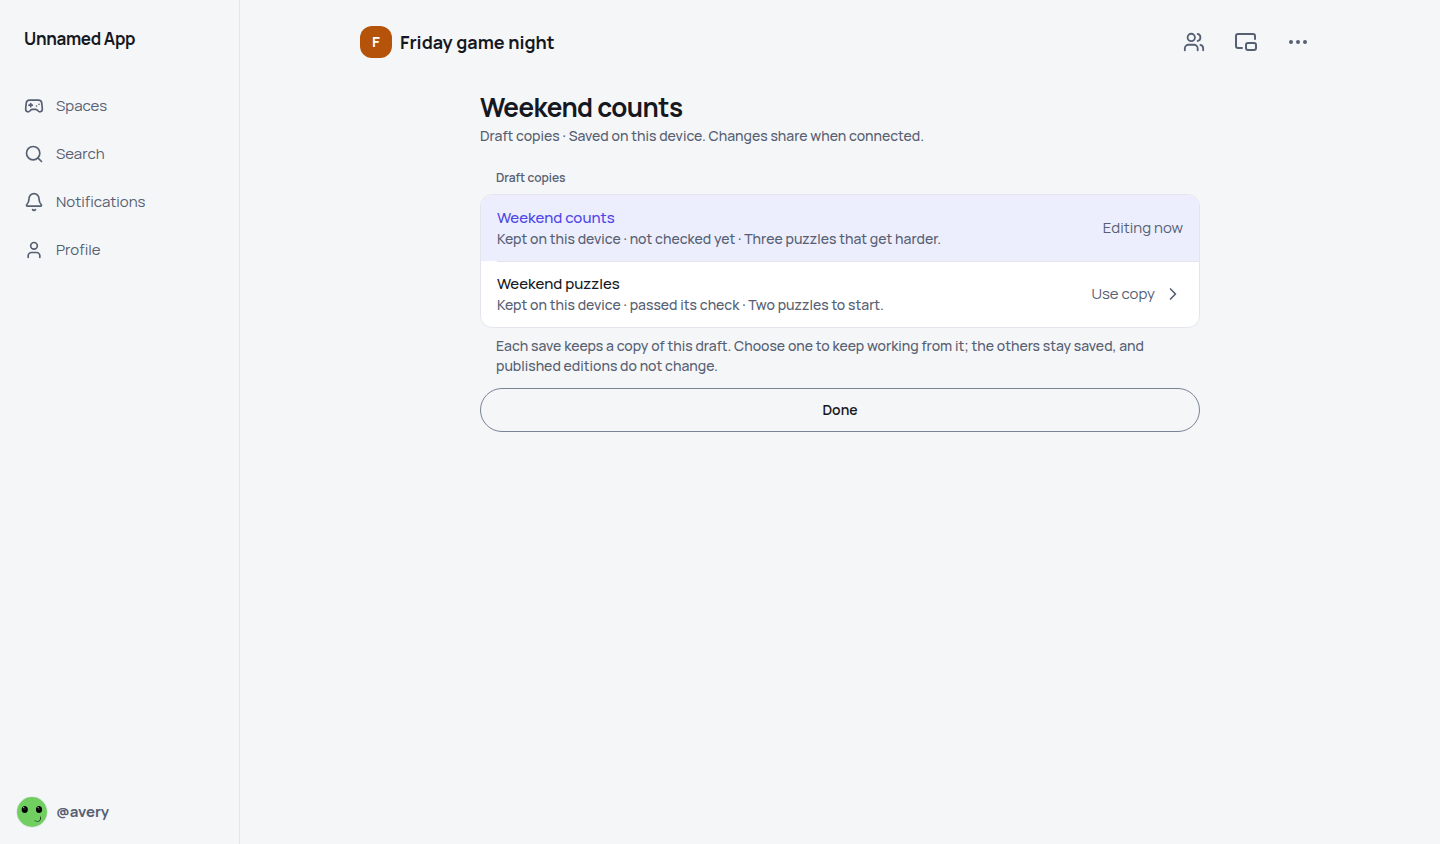 Unnamed App
Spaces
Search
Notifications
Profile
@avery
F
Friday game night
Weekend counts
Draft copies · Saved on this device. Changes share when connected.
Draft copies
Weekend counts
Kept on this device · not checked yet · Three puzzles that get harder.
Editing now
Weekend puzzles
Kept on this device · passed its check · Two puzzles to start.
Use copy
Each save keeps a copy of this draft. Choose one to keep working from it; the others stay saved, and
published editions do not change.
Done